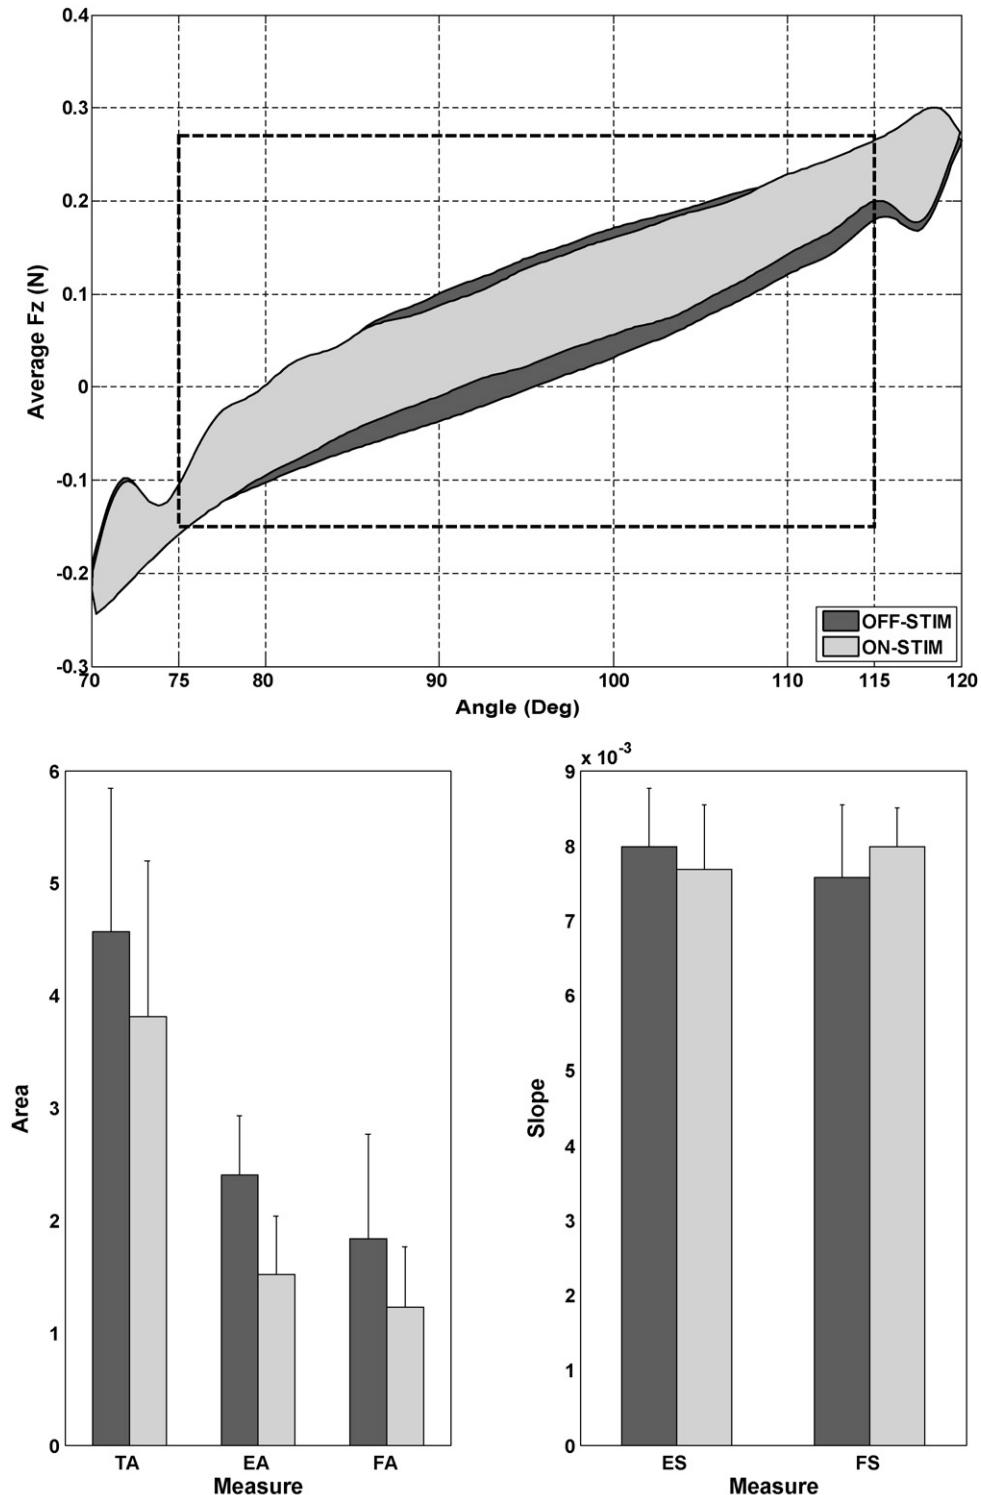 0.4
0.3
0.2
0.1
0
-0.1
-0.2
-0.3
Average Fz (N)
OFF-STIM
ON-STIM
70 75 80 90 100 110 115 120
Angle (Deg)
6
5
4
3
2
1
0
Area
TA EA FA
Measure
x 10-3
9
8
7
6
5
4
3
2
1
0
Slope
ES FS
Measure